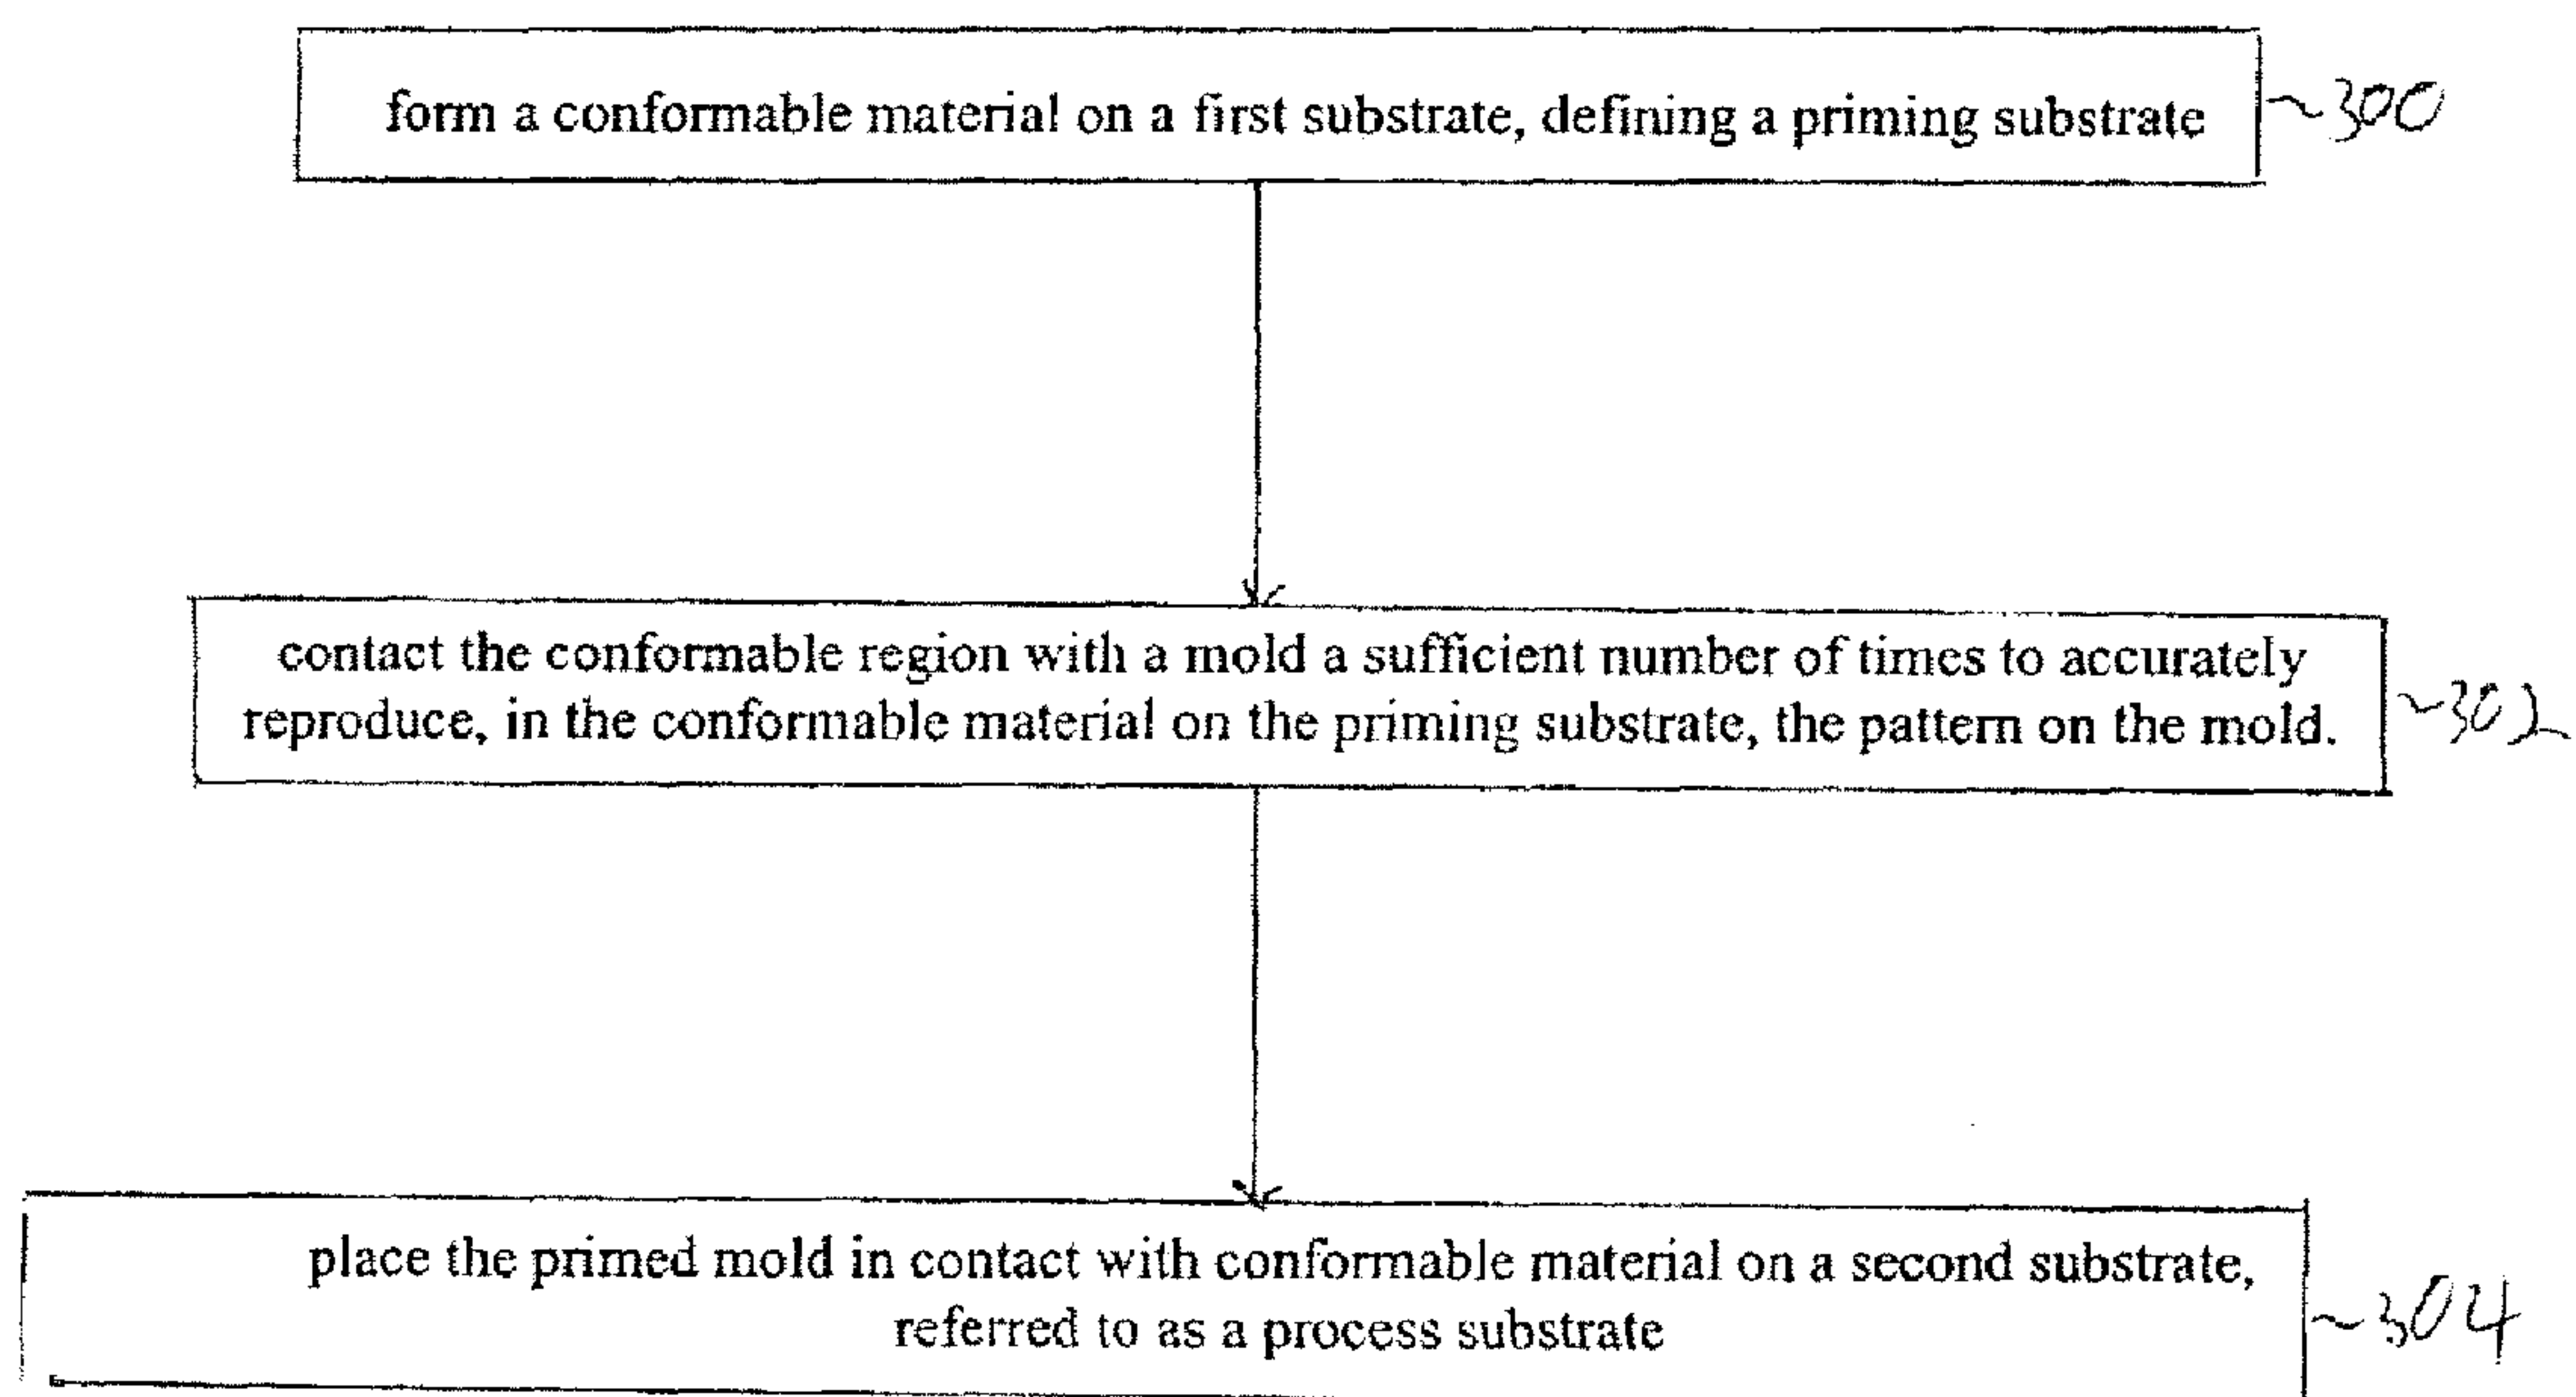 form a conformable material on a first substrate, defining a priming substrate ~300
contact the conformable region with a mold a sufficient number of times to accurately
reproduce, in the conformable material on the priming substrate, the pattern on the mold. ~302
place the primed mold in contact with conformable material on a second substrate,
referred to as a process substrate ~304